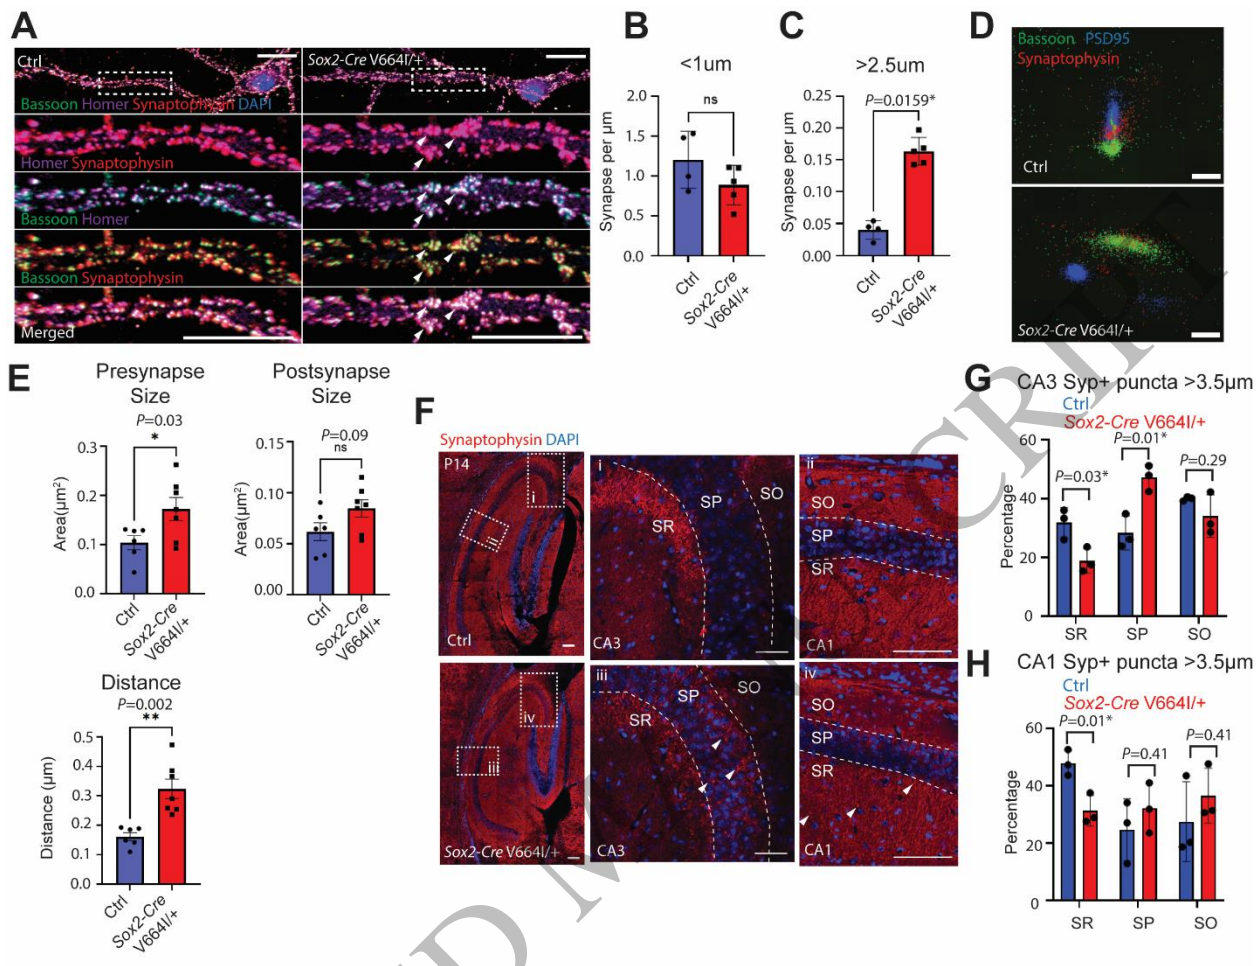 A
Ctrl
Sox2-Cre V664I/+
Bassoon Homer Synaptophysin DAPI
Homer Synaptophysin
Bassoon Homer
Bassoon Synaptophysin
Merged
B
<1um
ns
Synapse per µm
2.0
1.5
1.0
0.5
0.0
Ctrl
Sox2-Cre
V664I/+
C
>2.5um
P=0.0159*
Synapse per µm
0.25
0.20
0.15
0.10
0.05
0.00
Ctrl
Sox2-Cre
V664I/+
D
Bassoon PSD95
Synaptophysin
Ctrl
Sox2-Cre V664I/+
E
Presynapse
Size
P=0.03
*
Area(µm²)
0.3
0.2
0.1
0.0
Ctrl
Sox2-Cre
V664I/+
Postsynapse
Size
P=0.09
ns
Area(µm²)
0.15
0.10
0.05
0.00
Ctrl
Sox2-Cre
V664I/+
Distance
P=0.002
**
Distance (µm)
0.5
0.4
0.3
0.2
0.1
0.0
Ctrl
Sox2-Cre
V664I/+
F
Synaptophysin DAPI
P14
i
ii
Ctrl
i
SR
SP
SO
CA3
ii
SO
SP
SR
CA1
iv
iii
Sox2-Cre V664I/+
iii
SR
SP
SO
CA3
iv
SO
SP
SR
CA1
G
CA3 Syp+ puncta >3.5µm
Ctrl
Sox2-Cre V664I/+
Percentage
60
40
20
0
P=0.03*
P=0.01*
P=0.29
SR
SP
SO
H
CA1 Syp+ puncta >3.5µm
Ctrl
Sox2-Cre V664I/+
Percentage
60
40
20
0
P=0.01*
P=0.41
P=0.41
SR
SP
SO